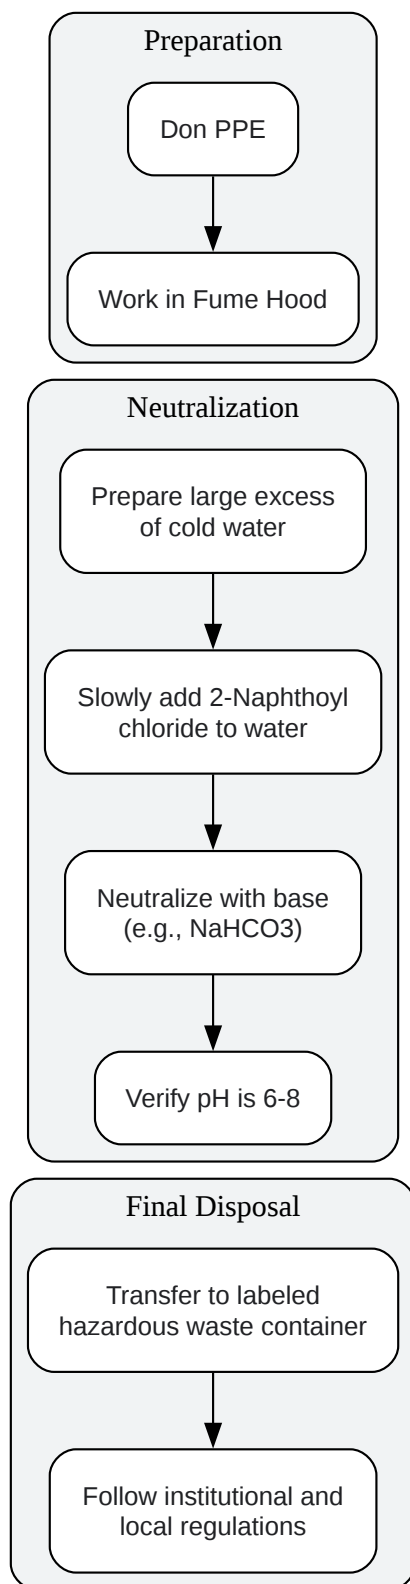 Preparation
Don PPE
Work in Fume Hood
Neutralization
Prepare large excess
of cold water
Slowly add 2-Naphthoyl
chloride to water
Neutralize with base
(e.g., NaHCO3)
Verify pH is 6-8
Final Disposal
Transfer to labeled
hazardous waste container
Follow institutional and
local regulations